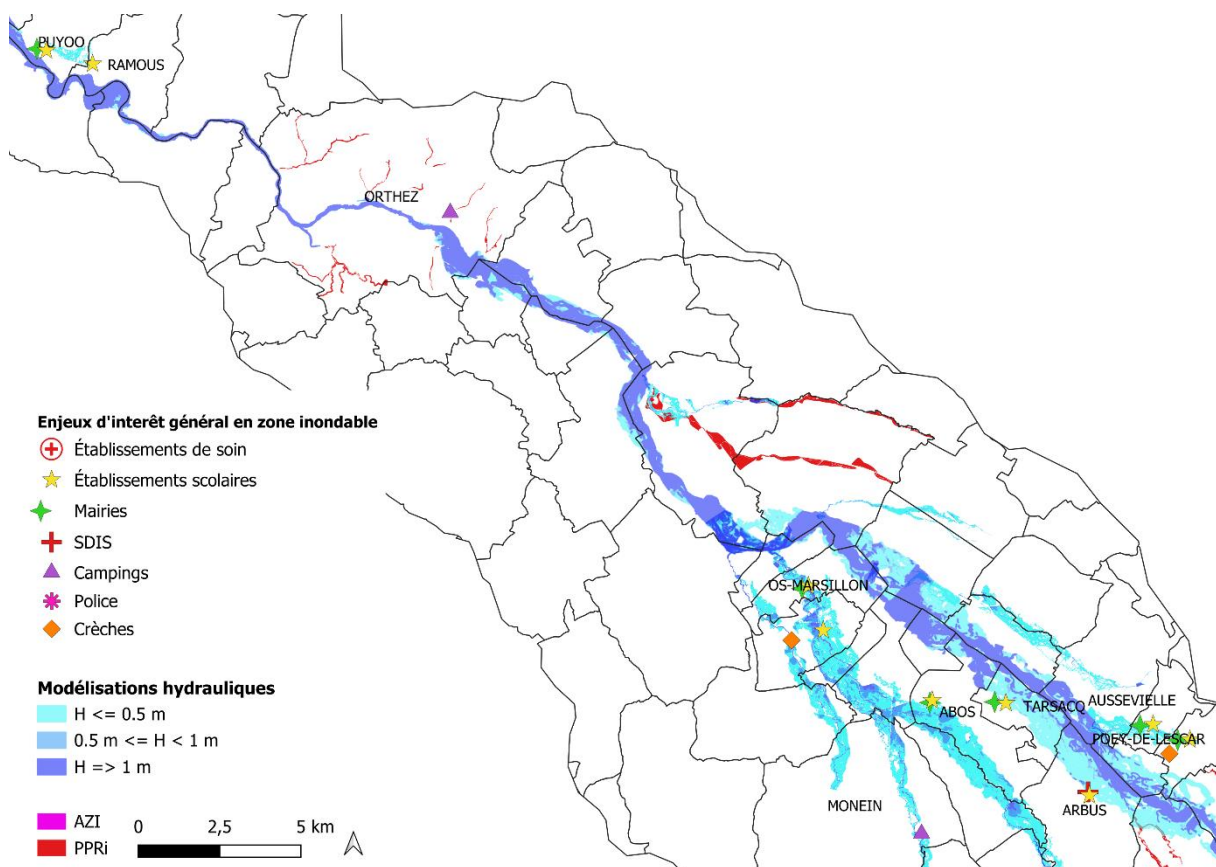 PUYOO
RAMOUS
ORTHEZ
OS-MARSILLON
ABOS
TARSACQ
AUSSEVIELLE
POEY-DE-LESCAR
ARBUS
MONEIN
Enjeux d'interêt général en zone inondable
Établissements de soin
Établissements scolaires
Mairies
SDIS
Campings
Police
Crèches
Modélisations hydrauliques
H <= 0.5 m
0.5 m <= H < 1 m
H => 1 m
AZI
PPRi
0 2,5 5 km